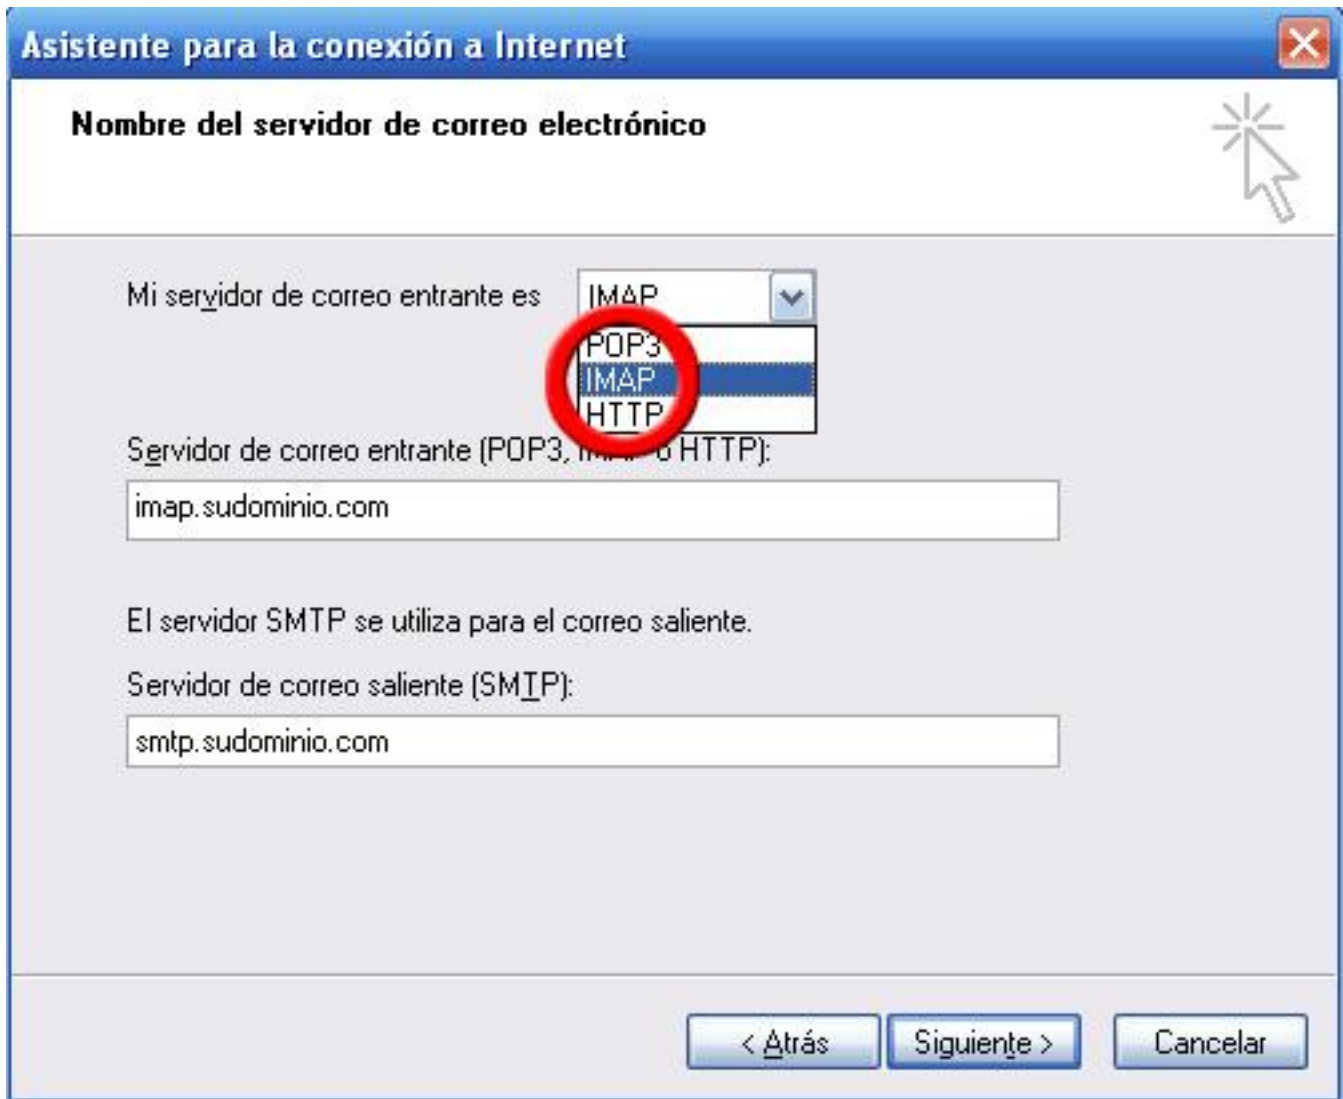 Asistente para la conexión a Internet
Nombre del servidor de correo electrónico
Mi servidor de correo entrante es IMAP
POP3
IMAP
HTTP
Servidor de correo entrante (POP3, IMAP o HTTP):
imap.sudominio.com
El servidor SMTP se utiliza para el correo saliente.
Servidor de correo saliente (SMTP):
smtp.sudominio.com
< Atrás Siguiente > Cancelar